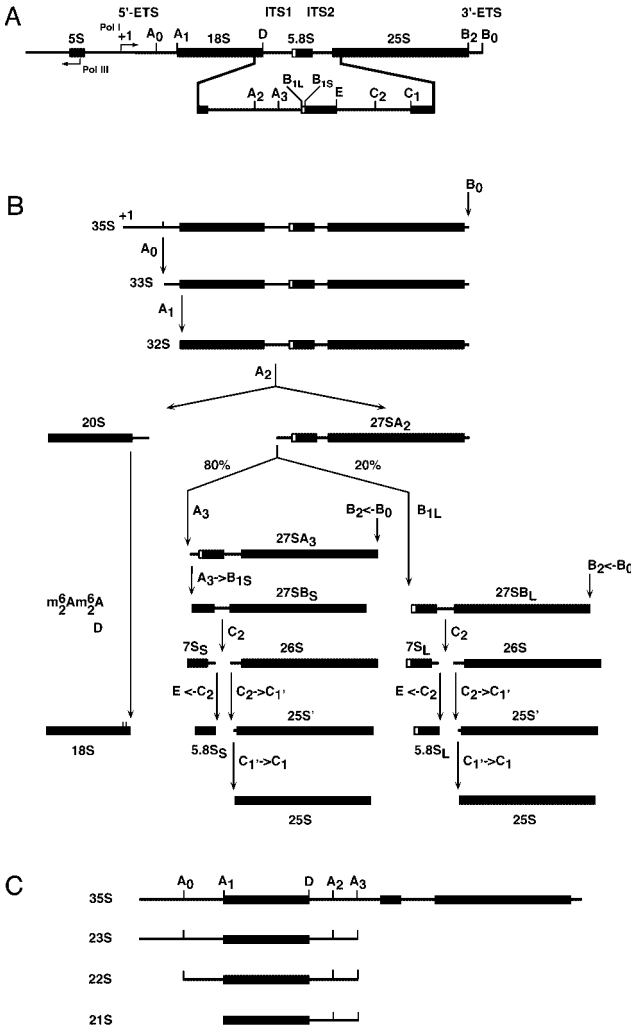 A
5'-ETS ITS1 ITS2 3'-ETS
Pol I
5S +1 A0 A1 18S D 5.8S 25S B2 B0
Pol III
A2 A3 B1L B1S E C2 C1
B
B0
35S +1
A0
33S
A1
32S
A2
20S 27SA2
80% 20%
A3 B2<-B0 B1L
27SA3
A3->B1S B2<-B0
27SBS 27SBL
m62Am62A
D
C2 C2
7SS 26S 7SL 26S
E <-C2 C2->C1' E <-C2 C2->C1'
25S' 25S'
18S 5.8SS 5.8SL
C1'->C1 C1'->C1
25S 25S
C
A0 A1 D A2 A3
35S
23S
22S
21S